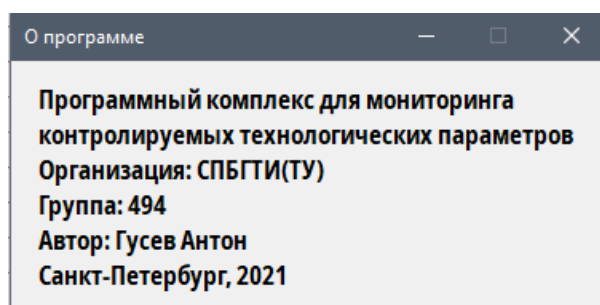 О программе
Программный комплекс для мониторинга
контролируемых технологических параметров
Организация: СПБГТИ(ТУ)
Группа: 494
Автор: Гусев Антон
Санкт-Петербург, 2021